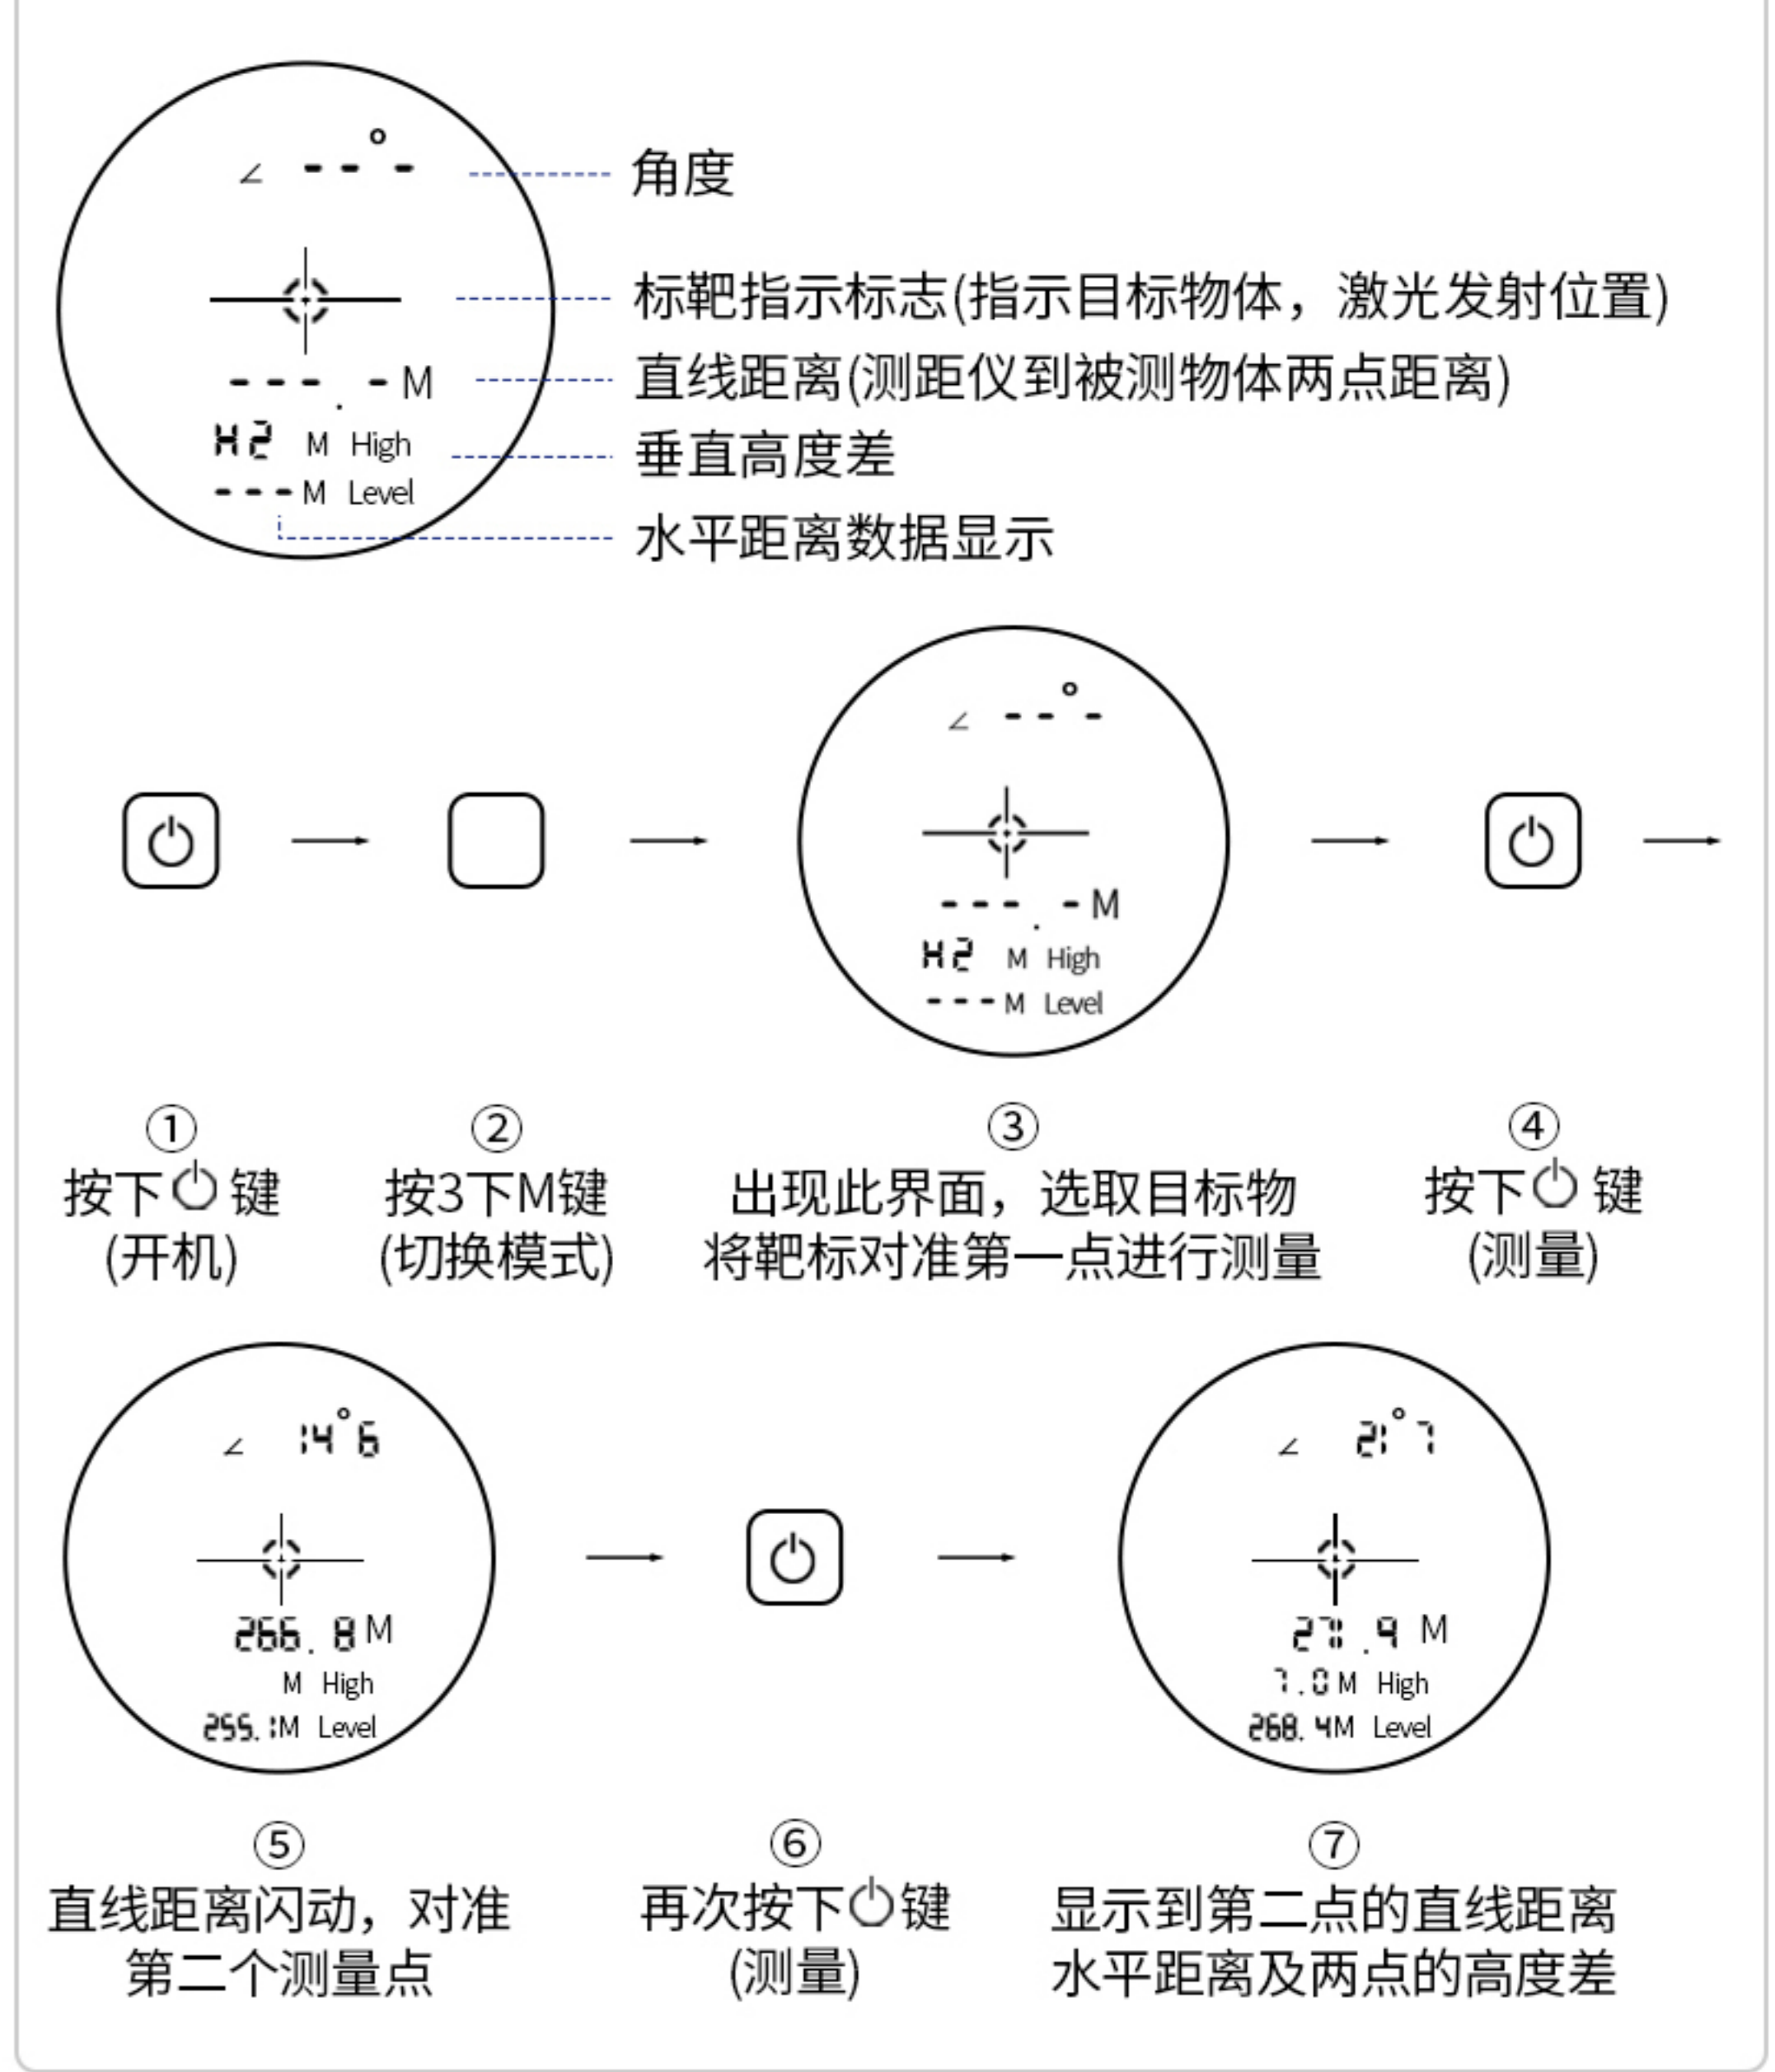 ∠ --°-
角度
标靶指示标志(指示目标物体，激光发射位置)
---.-M
直线距离(测距仪到被测物体两点距离)
H2 M High
垂直高度差
---M Level
水平距离数据显示
∠ --°-
---.-M
H2 M High
---M Level
① ② ③ ④
按下⏻键
(开机)
按3下M键
(切换模式)
出现此界面，选取目标物
将靶标对准第一点进行测量
按下⏻键
(测量)
∠ 14°6
266.8M
M High
255.1M Level
∠ 21°7
.9 M
7.0M High
268.4M Level
⑤ ⑥ ⑦
直线距离闪动，对准
第二个测量点
再次按下⏻键
(测量)
显示到第二点的直线距离
水平距离及两点的高度差